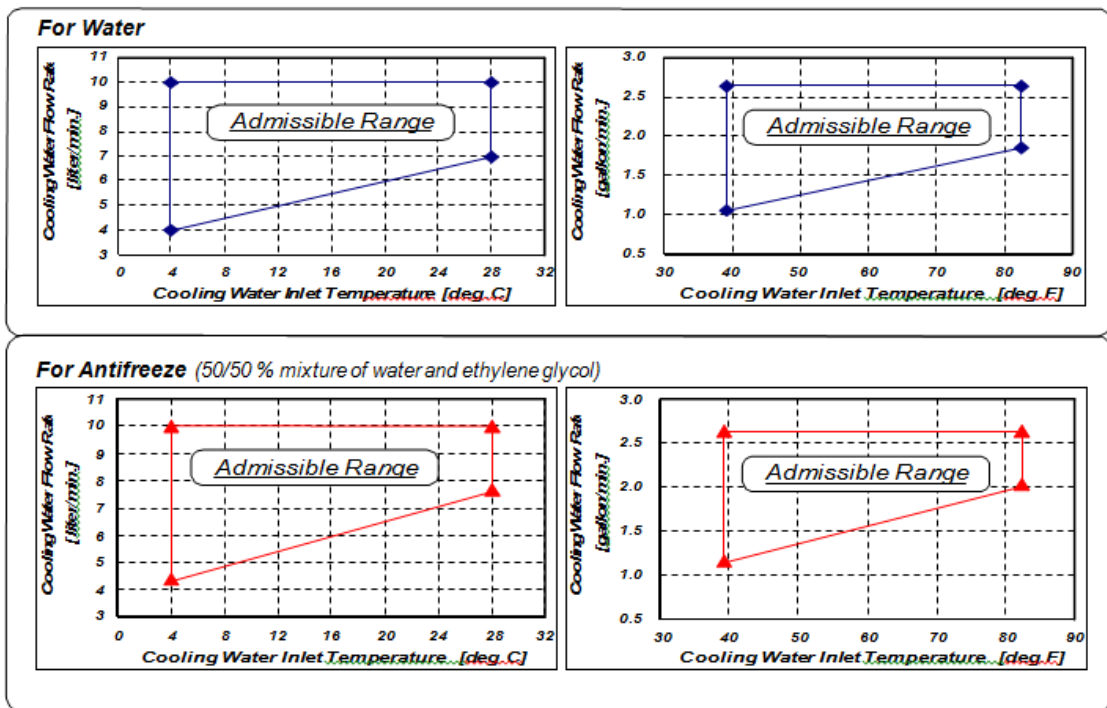 For Water
Cooling Water Flow Rate
[liter/min.]
11
10
9
8
7
6
5
4
3
Admissible Range
0 4 8 12 16 20 24 28 32
Cooling Water Inlet Temperature [deg.C]
Cooling Water Flow Rate
[gallon/min.]
3.0
2.5
2.0
1.5
1.0
0.5
Admissible Range
30 40 50 60 70 80 90
Cooling Water Inlet Temperature [deg.F]
For Antifreeze (50/50 % mixture of water and ethylene glycol)
Cooling Water Flow Rate
[liter/min.]
11
10
9
8
7
6
5
4
3
Admissible Range
0 4 8 12 16 20 24 28 32
Cooling Water Inlet Temperature [deg.C]
Cooling Water Flow Rate
[gallon/min.]
3.0
2.5
2.0
1.5
1.0
0.5
Admissible Range
30 40 50 60 70 80 90
Cooling Water Inlet Temperature [deg.F]